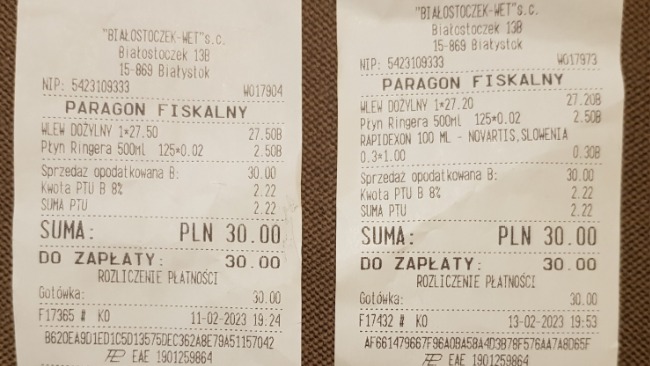 "BIAŁOSTOCZEK-WET"s.c.
Białostoczek 13B
15-869 Białystok
NIP: 5423109333 W017904
PARAGON FISKALNY
WLEW DOŻYLNY 1*27.50 27.50B
Płyn Ringera 500ml 125*0.02 2.50B
Sprzedaż opodatkowana B: 30.00
Kwota PTU B 8% 2.22
SUMA PTU 2.22
SUMA: PLN 30.00
DO ZAPŁATY: 30.00
ROZLICZENIE PŁATNOŚCI
Gotówka: 30.00
F17365 # KO 11-02-2023 19.24
B620EA9D1ED1C5D13575DEC362A8E79A51157042
EAE 1901259864
"BIAŁOSTOCZEK-WET"s.c.
Białostoczek 13B
15-869 Białystok
NIP: 5423109333 W017973
PARAGON FISKALNY
WLEW DOŻYLNY 1*27.20 27.20B
Płyn Ringera 500ml 125*0.02 2.50B
RAPIDEXON 100 ML - NOVARTIS,SLOWENIA
0.3*1.00 0.30B
Sprzedaż opodatkowana B: 30.00
Kwota PTU B 8% 2.22
SUMA PTU 2.22
SUMA: PLN 30.00
DO ZAPŁATY: 30.00
ROZLICZENIE PŁATNOŚCI
Gotówka: 30.00
F17432 # KO 13-02-2023 19:53
AF661479667F96A0BA58A4D3B78F576AA7A8D65F
EAE 1901259864